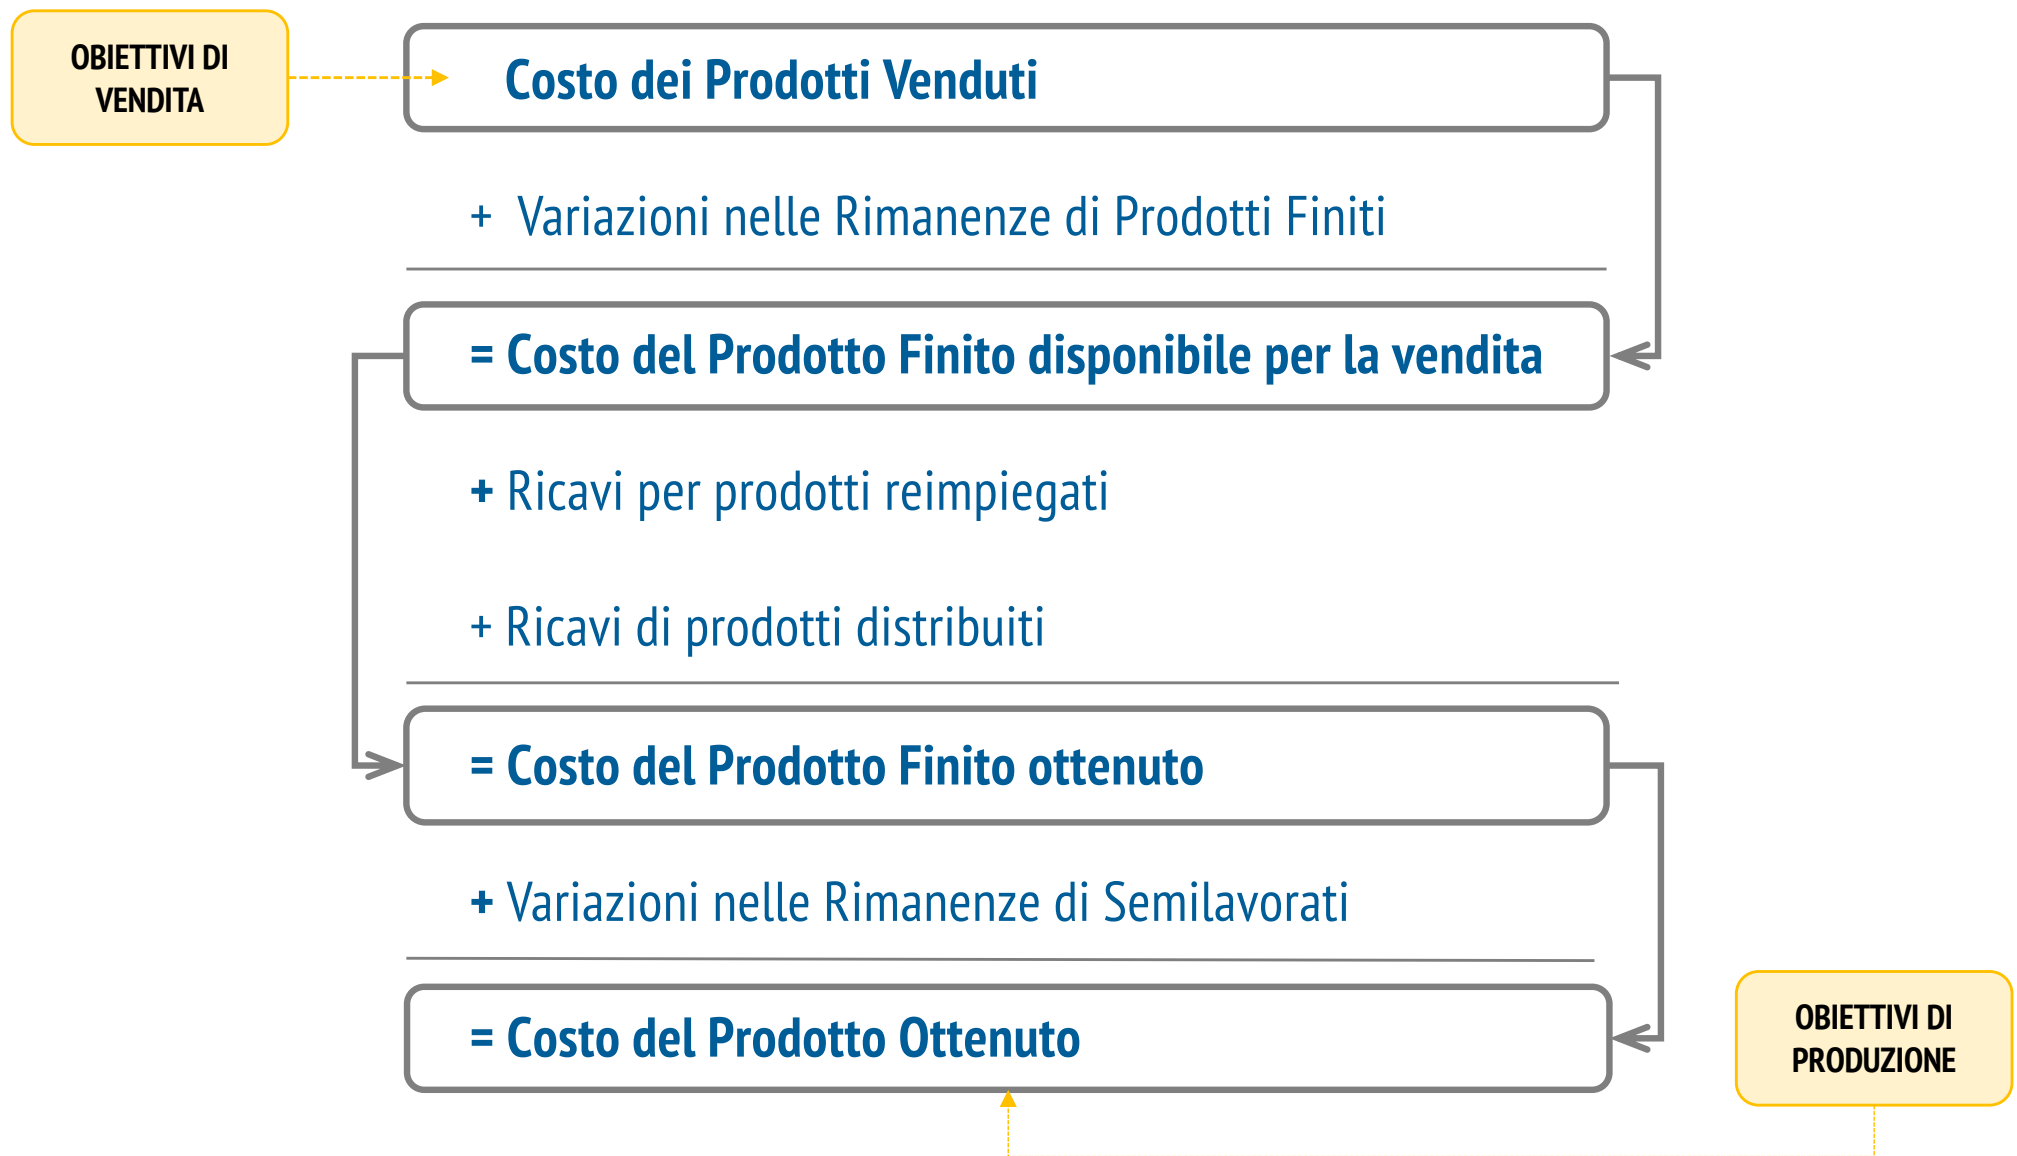 OBIETTIVI DI
VENDITA
Costo dei Prodotti Venduti
+ Variazioni nelle Rimanenze di Prodotti Finiti
= Costo del Prodotto Finito disponibile per la vendita
+ Ricavi per prodotti reimpiegati
+ Ricavi di prodotti distribuiti
= Costo del Prodotto Finito ottenuto
+ Variazioni nelle Rimanenze di Semilavorati
= Costo del Prodotto Ottenuto
OBIETTIVI DI
PRODUZIONE